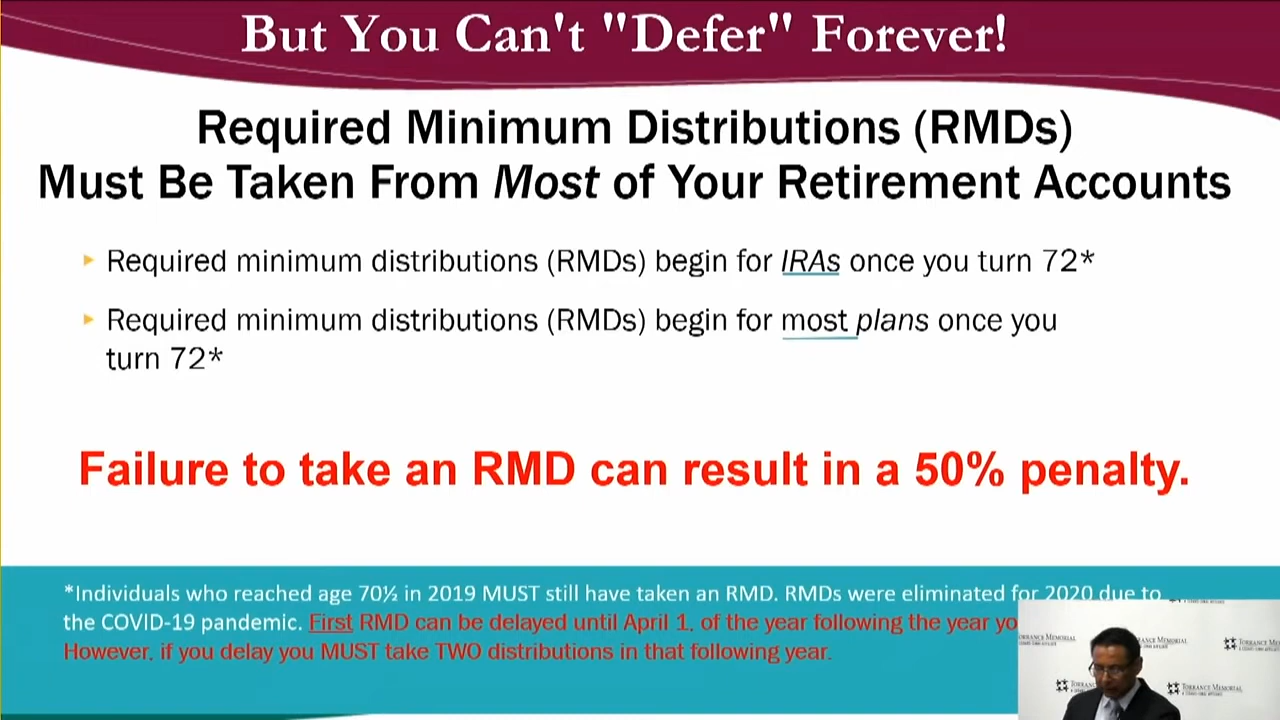 But You Can't "Defer" Forever!
Required Minimum Distributions (RMDs)
Must Be Taken From Most of Your Retirement Accounts
▸ Required minimum distributions (RMDs) begin for IRAs once you turn 72*
▸ Required minimum distributions (RMDs) begin for most plans once you
turn 72*
Failure to take an RMD can result in a 50% penalty.
*Individuals who reached age 70½ in 2019 MUST still have taken an RMD. RMDs were eliminated for 2020 due to
the COVID-19 pandemic. First RMD can be delayed until April 1, of the year following the year yo
However, if you delay you MUST take TWO distributions in that following year.
TORRANCE MEMORIAL
TORRANCE MEMORIAL